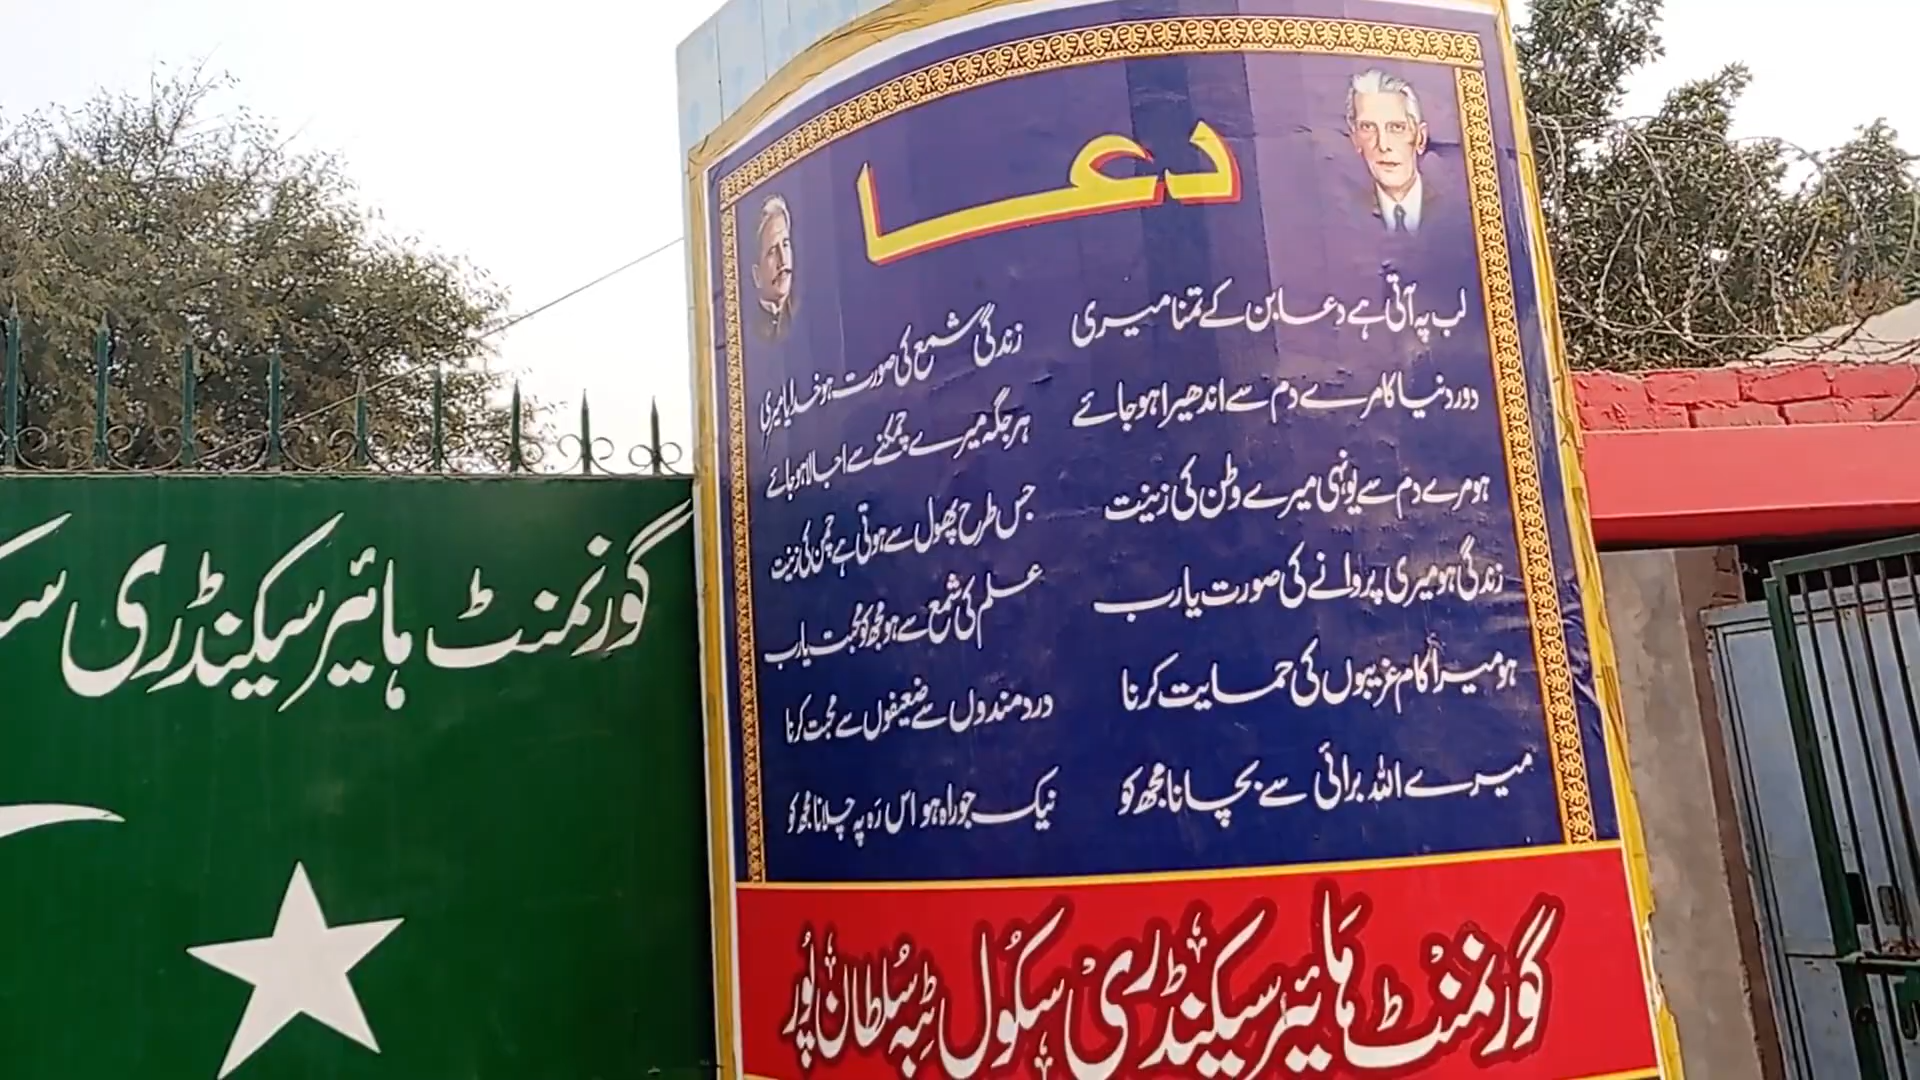 دعا
لب پہ آتی ہے دعا بن کے تمنا میری
زندگی شمع کی صورت ہو خدایا میری
دور دنیا کا مرے دم سے اندھیرا ہو جائے
ہر جگہ میرے چمکنے سے اجالا ہو جائے
ہو مرے دم سے یونہی میرے وطن کی زینت
جس طرح پھول سے ہوتی ہے چمن کی زینت
زندگی ہو میری پروانے کی صورت یارب
علم کی شمع سے ہو مجھ کو محبت یارب
ہو میرا کام غریبوں کی حمایت کرنا
دردمندوں سے ضعیفوں سے محبت کرنا
میرے اللہ برائی سے بچانا مجھ کو
نیک جو راہ ہو اس رَہ پہ چلانا مجھ کو
گورنمنٹ ہائیر سیکنڈری سکول ٹبہ سُلطان پُور
گورنمنٹ ہائیر سیکنڈری